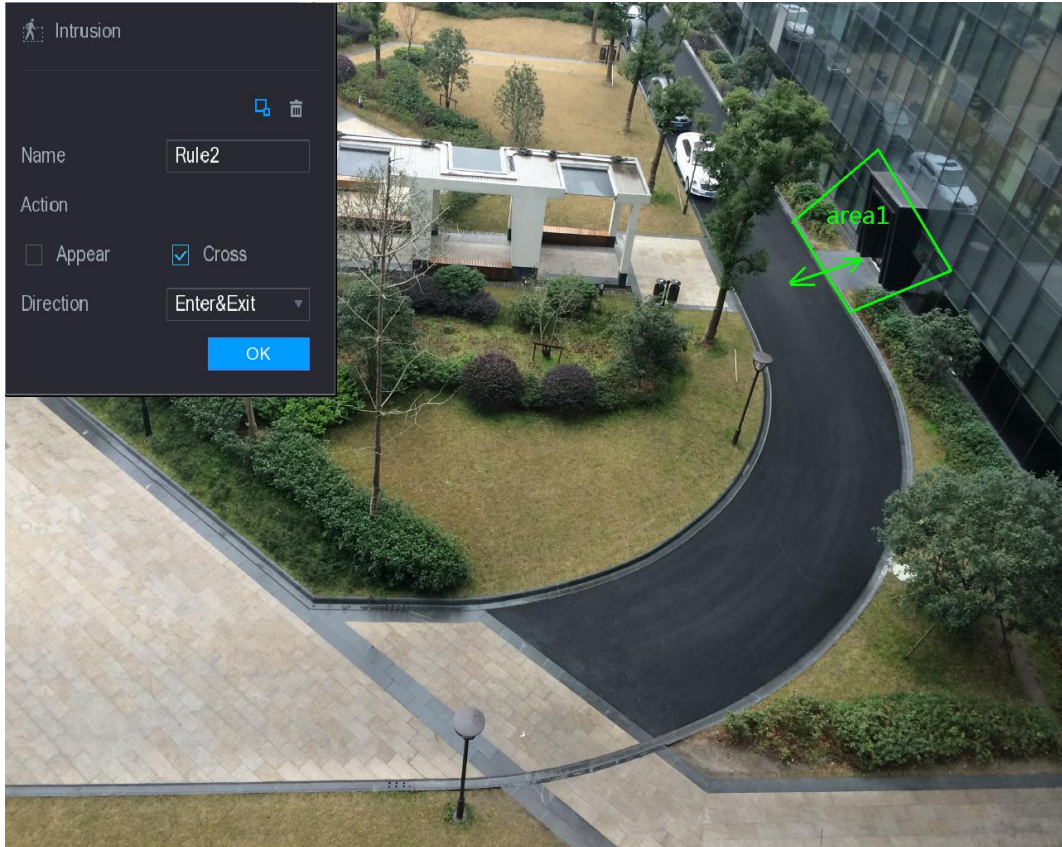 Intrusion
Name Rule2
Action
Appear Cross
Direction Enter&Exit
OK
area1